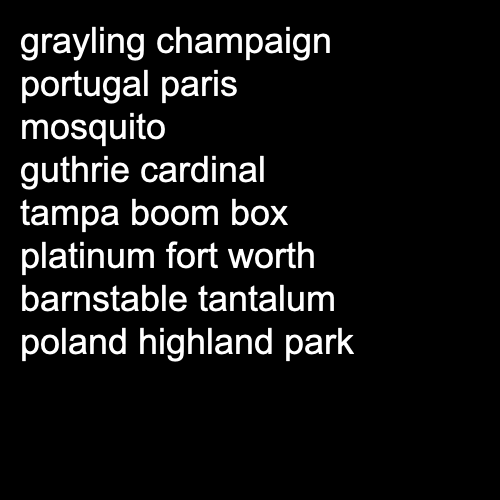 grayling champaign
portugal paris
mosquito
guthrie cardinal
tampa boom box
platinum fort worth
barnstable tantalum
poland highland park